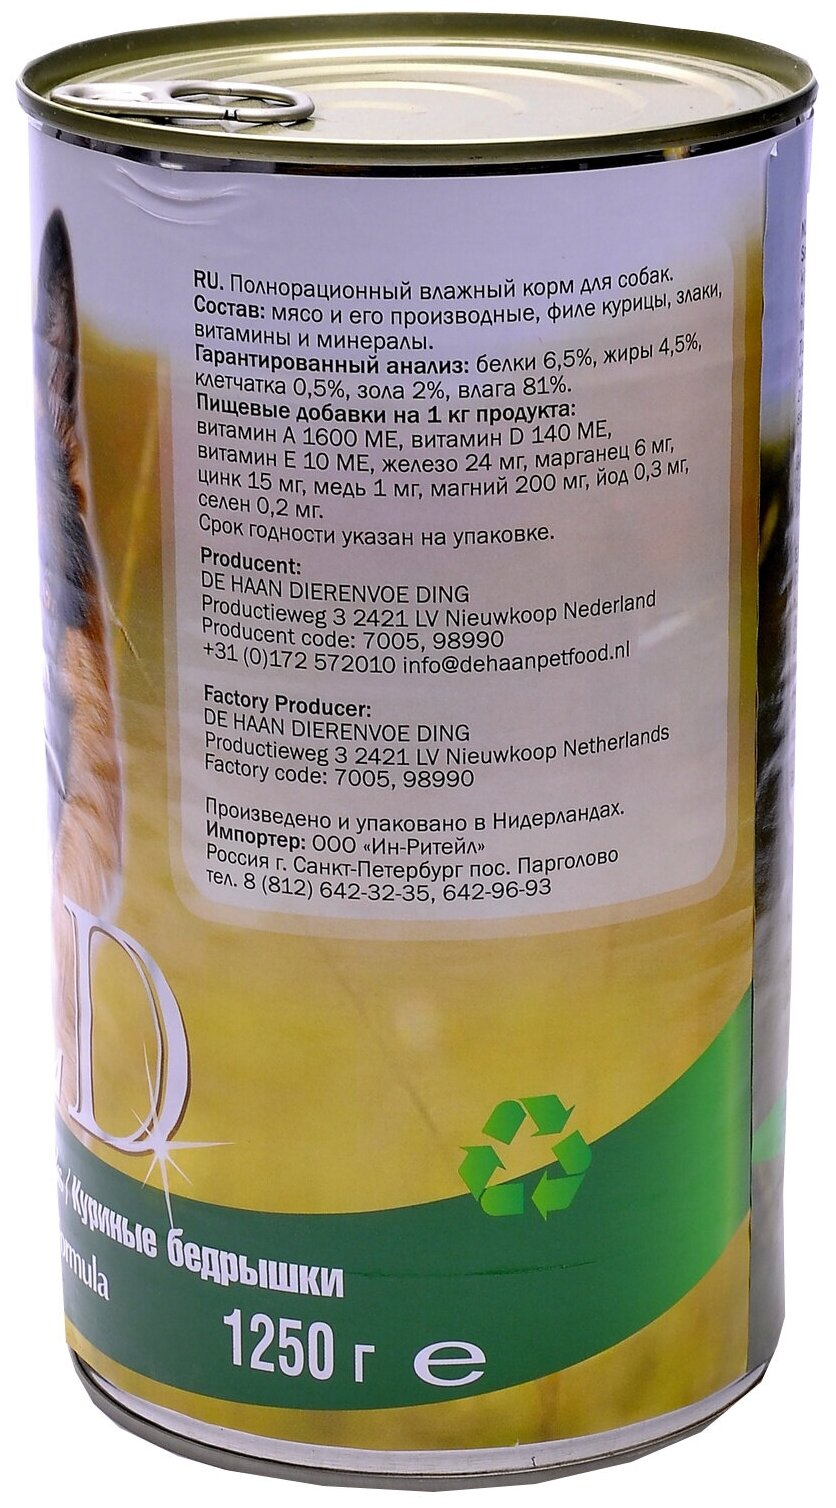 RU. Полнорационный влажный корм для собак.
Состав: мясо и его производные, филе курицы, злаки,
витамины и минералы.
Гарантированный анализ: белки 6,5%, жиры 4,5%,
клетчатка 0,5%, зола 2%, влага 81%.
Пищевые добавки на 1 кг продукта:
витамин А 1600 МЕ, витамин D 140 МЕ,
витамин Е 10 МЕ, железо 24 мг, марганец 6 мг,
цинк 15 мг, медь 1 мг, магний 200 мг, йод 0,3 мг,
селен 0,2 мг.
Срок годности указан на упаковке.
Producent:
DE HAAN DIERENVOE DING
Productieweg 3 2421 LV Nieuwkoop Nederland
Producent code: 7005, 98990
+31 (0)172 572010 info@dehaanpetfood.nl
Factory Producer:
DE HAAN DIERENVOE DING
Productieweg 3 2421 LV Nieuwkoop Netherlands
Factory code: 7005, 98990
Произведено и упаковано в Нидерландах.
Импортер: ООО «Ин-Ритейл»
Россия г. Санкт-Петербург пос. Парголово
тел. 8 (812) 642-32-35, 642-96-93
D
/ Куриные бедрышки
ormula
1250 г e